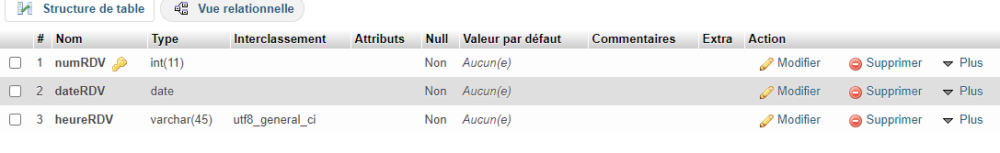 Structure de table Vue relationnelle
# Nom Type Interclassement Attributs Null Valeur par défaut Commentaires Extra Action
1 numRDV int(11) Non Aucun(e) Modifier Supprimer Plus
2 dateRDV date Non Aucun(e) Modifier Supprimer Plus
3 heureRDV varchar(45) utf8_general_ci Non Aucun(e) Modifier Supprimer Plus